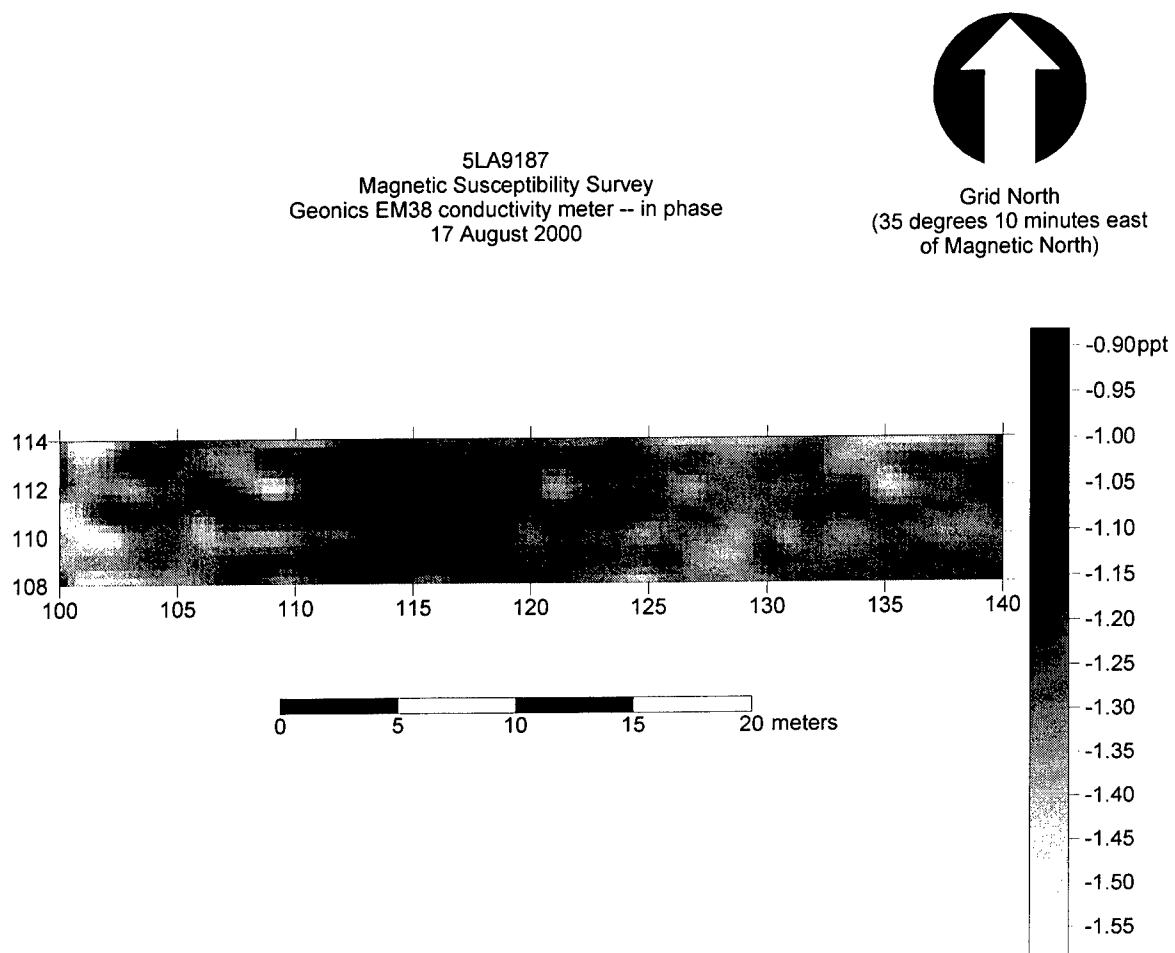 5LA9187
Magnetic Susceptibility Survey
Geonics EM38 conductivity meter -- in phase
17 August 2000
Grid North
(35 degrees 10 minutes east
of Magnetic North)
-0.90ppt
-0.95
-1.00
-1.05
-1.10
-1.15
-1.20
-1.25
-1.30
-1.35
-1.40
-1.45
-1.50
-1.55
114
112
110
108
100 105 110 115 120 125 130 135 140
0 5 10 15 20 meters